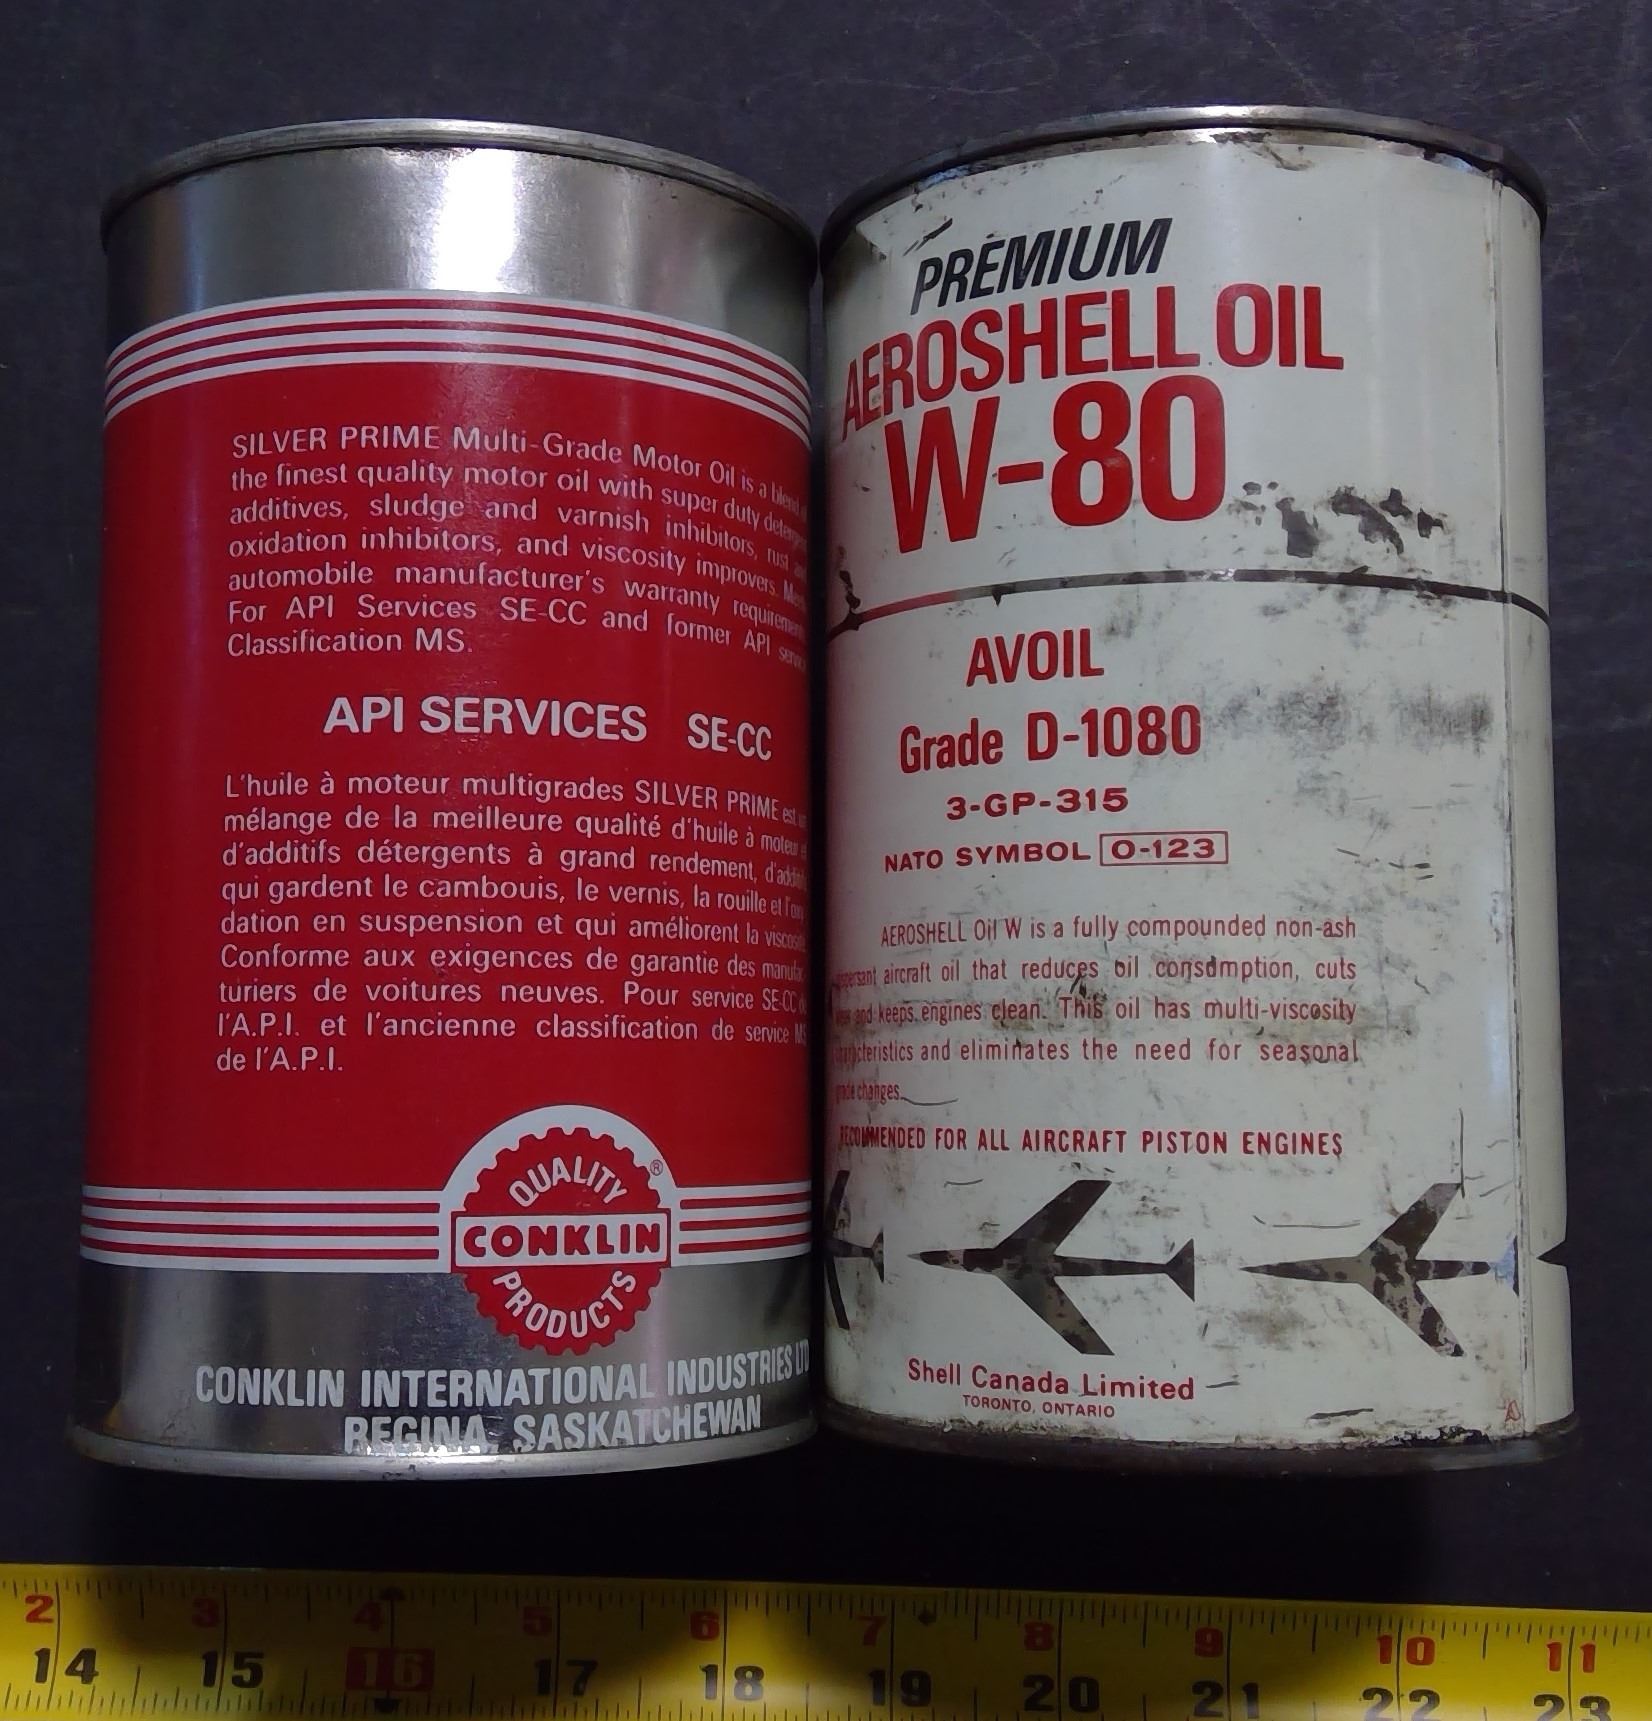 SILVER PRIME Multi-Grade Motor Oil is a blend
the finest quality motor oil with super duty
additives, sludge and varnish inhibitors, rust
oxidation inhibitors, and viscosity improvers.
automobile manufacturer's warranty
For API Services SE-CC and former API
Classification MS.
API SERVICES SE-CC
L'huile à moteur multigrades SILVER PRIME est
mélange de la meilleure qualité d'huile à
d'additifs détergents à grand rendement,
qui gardent le cambouis, le vernis, la rouille et
dation en suspension et qui améliorent la
Conforme aux exigences de garantie des
turiers de voitures neuves. Pour service SE-CC
l'A.P.I. et l'ancienne classification de service
de l'A.P.I.
QUALITY
®
CONKLIN
PRODUCTS
CONKLIN INTERNATIONAL INDUSTRIES
REGINA, SASKATCHEWAN
PREMIUM
AEROSHELL OIL
W-80
AVOIL
Grade D-1080
3-GP-315
NATO SYMBOL O-123
AEROSHELL Oil W is a fully compounded non-ash
aircraft oil that reduces oil consumption, cuts
and keeps engines clean. This oil has multi-viscosity
and eliminates the need for seasonal
changes.
RECOMMENDED FOR ALL AIRCRAFT PISTON ENGINES
Shell Canada Limited
TORONTO, ONTARIO
2 3 4 5 6 7 8 9 10 11
14 15 16 17 18 19 20 21 22 23